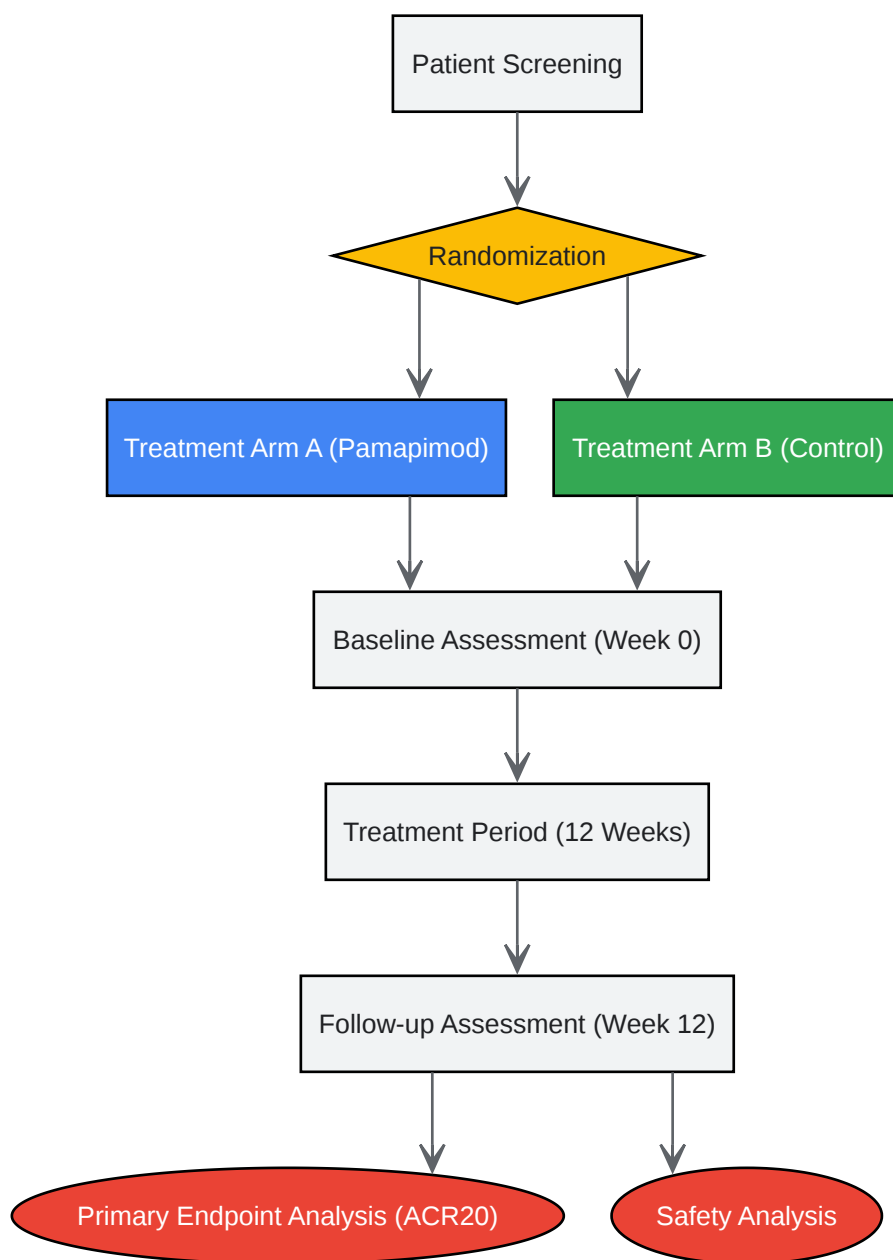 Patient Screening
Randomization
Treatment Arm A (Pamapimod)
Treatment Arm B (Control)
Baseline Assessment (Week 0)
Treatment Period (12 Weeks)
Follow-up Assessment (Week 12)
Primary Endpoint Analysis (ACR20)
Safety Analysis